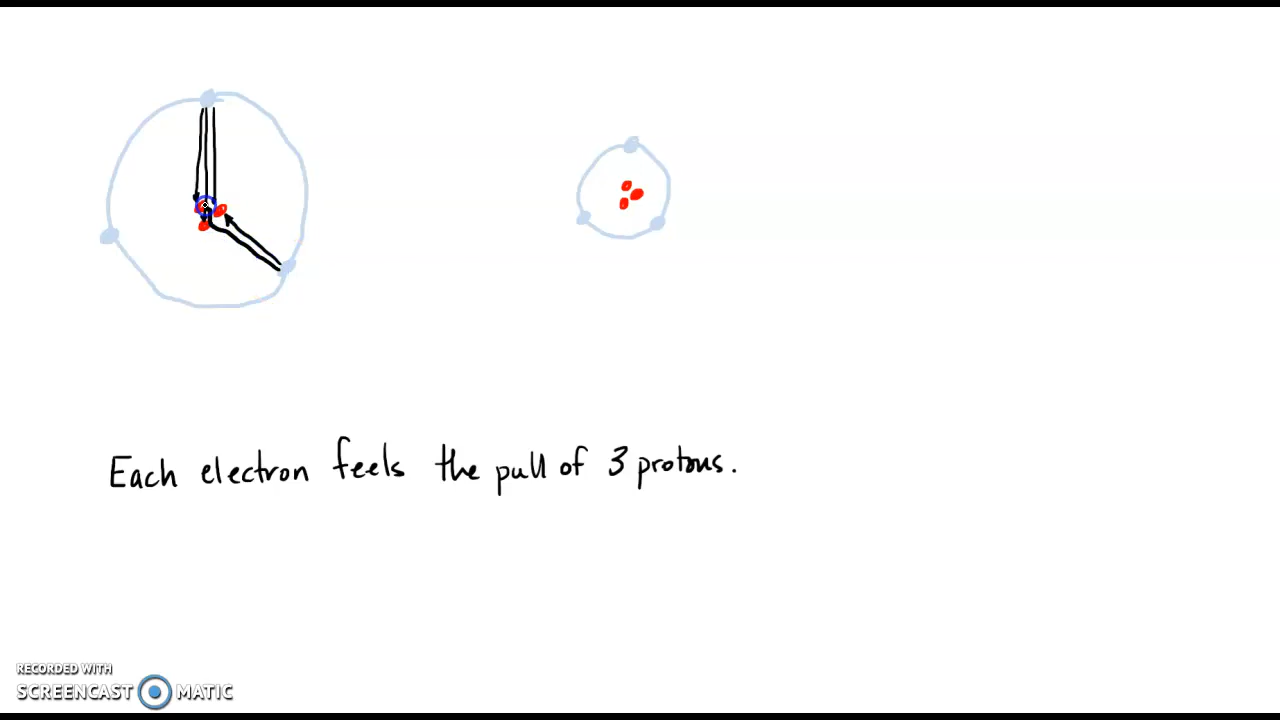 Each electron feels the pull of 3 protons.
RECORDED WITH
SCREENCAST MATIC